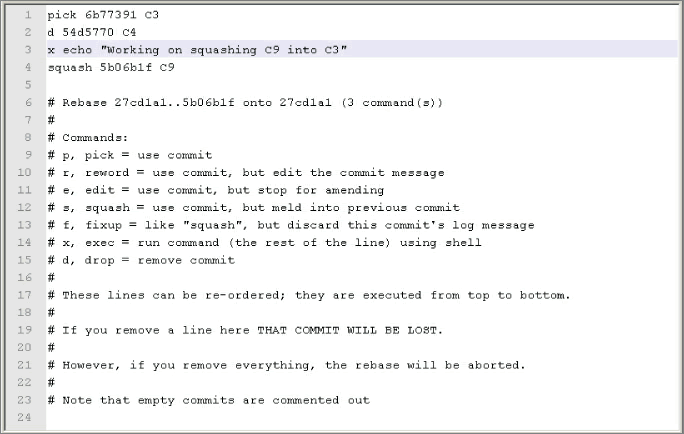 1 pick 6b77391 C3
2 d 54d5770 C4
3 x echo "Working on squashing C9 into C3"
4 squash 5b06b1f C9
5
6 # Rebase 27cd1a1..5b06b1f onto 27cd1a1 (3 command(s))
7 #
8 # Commands:
9 # p, pick = use commit
10 # r, reword = use commit, but edit the commit message
11 # e, edit = use commit, but stop for amending
12 # s, squash = use commit, but meld into previous commit
13 # f, fixup = like "squash", but discard this commit's log message
14 # x, exec = run command (the rest of the line) using shell
15 # d, drop = remove commit
16 #
17 # These lines can be re-ordered; they are executed from top to bottom.
18 #
19 # If you remove a line here THAT COMMIT WILL BE LOST.
20 #
21 # However, if you remove everything, the rebase will be aborted.
22 #
23 # Note that empty commits are commented out
24